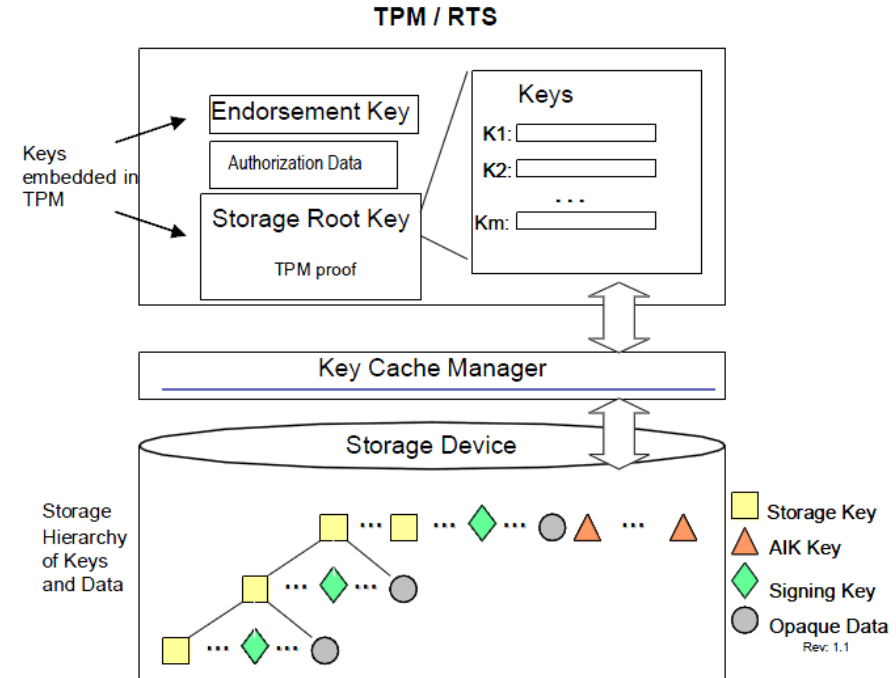 TPM / RTS
Endorsement Key
Authorization Data
Storage Root Key
TPM proof
Keys
embedded in
TPM
Keys
K1:
K2:
...
Km:
Key Cache Manager
Storage Device
Storage
Hierarchy
of Keys
and Data
... ... ... ...
... ...
... ...
Storage Key
AIK Key
Signing Key
Opaque Data
Rev: 1.1